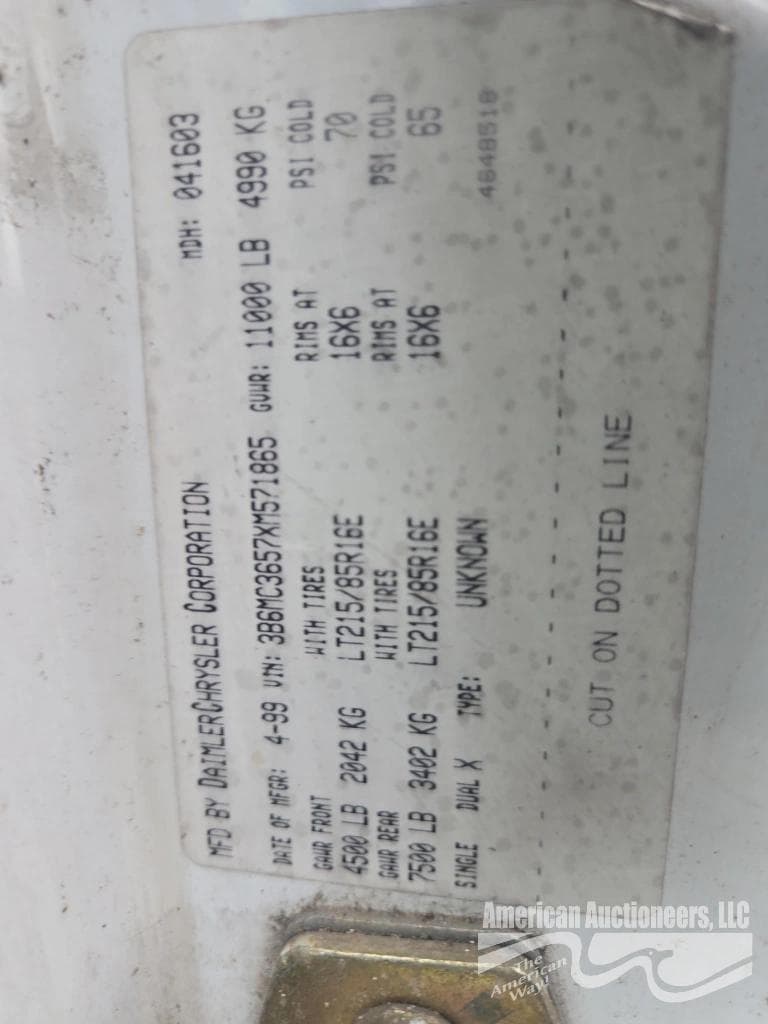 MFD BY DAIMLERCHRYSLER CORPORATION MDH: 041603
DATE OF MFGR: 4-99 VIN: 3B6MC3657XM571865 GVWR: 11000 LB 4990 KG
GAWR FRONT WITH TIRES RIMS AT PSI COLD
4500 LB 2042 KG LT215/85R16E 16X6 70
GAWR REAR WITH TIRES RIMS AT PSI COLD
7500 LB 3402 KG LT215/85R16E 16X6 65
SINGLE DUAL X TYPE: UNKNOWN 4648518
CUT ON DOTTED LINE
American Auctioneers, LLC
The
American
Way!